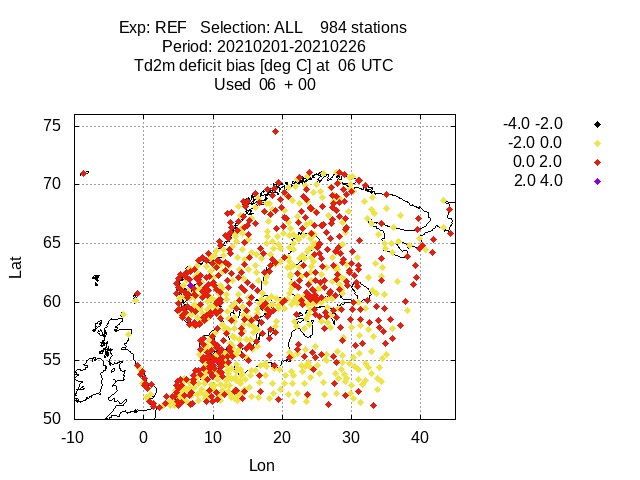 Exp: REF   Selection: ALL    984 stations
Period: 20210201-20210226
Td2m deficit bias [deg C] at  06 UTC
Used  06  + 00
-4.0 -2.0
-2.0 0.0
0.0 2.0
2.0 4.0
75
70
65
60
55
50
Lat
-10 0 10 20 30 40
Lon